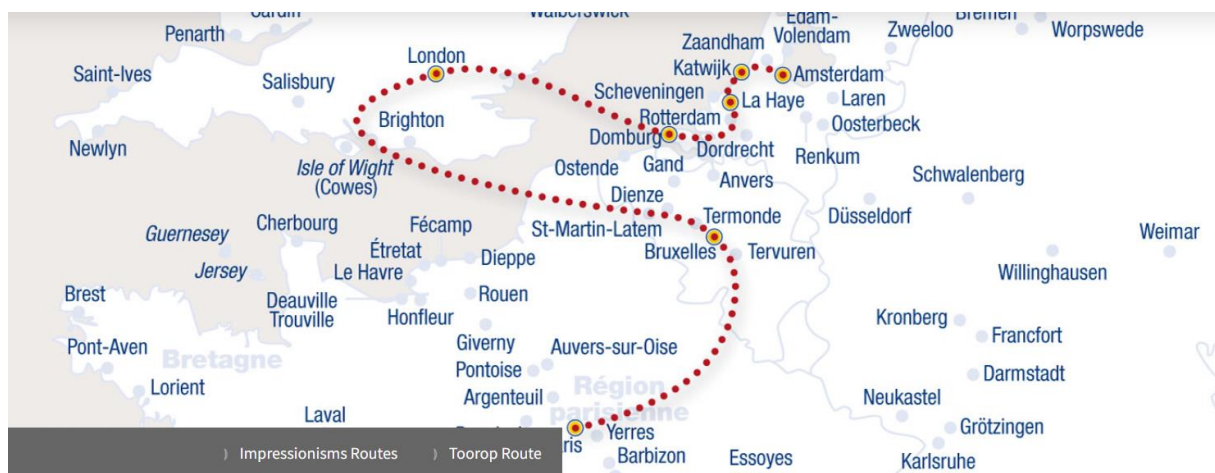 Penarth
Walberswick
Edam-
Volendam
Bremen
Worpswede
Zweeloo
Zaandham
London
Katwijk
Amsterdam
Saint-Ives
Salisbury
Scheveningen
La Haye
Laren
Brighton
Rotterdam
Oosterbeck
Domburg
Dordrecht
Renkum
Newlyn
Isle of Wight
(Cowes)
Ostende
Gand
Anvers
Schwalenberg
Dienze
Düsseldorf
Cherbourg
Fécamp
St-Martin-Latem
Termonde
Guernesey
Étretat
Dieppe
Bruxelles
Tervuren
Weimar
Jersey
Le Havre
Willinghausen
Brest
Deauville
Trouville
Honfleur
Rouen
Kronberg
Francfort
Giverny
Auvers-sur-Oise
Pont-Aven
Bretagne
Pontoise
Darmstadt
Lorient
Argenteuil
Région
parisienne
Neukastel
Laval
Yerres
Grötzingen
Barbizon
Essoyes
Karlsruhe
Impressionisms Routes
Toorop Route